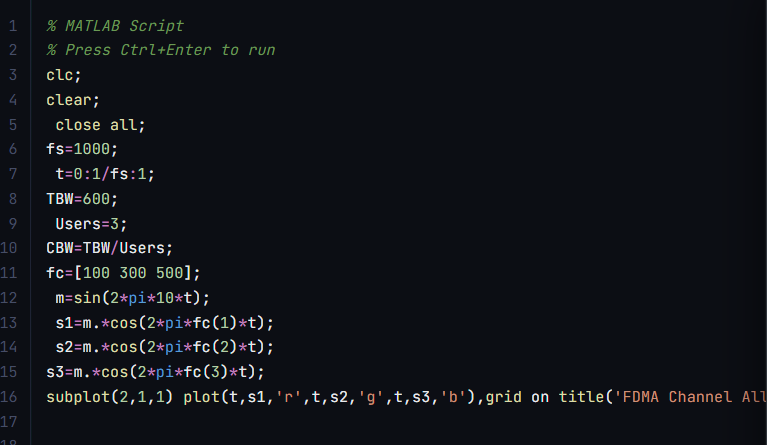 1 % MATLAB Script
2 % Press Ctrl+Enter to run
3 clc;
4 clear;
5 close all;
6 fs=1000;
7 t=0:1/fs:1;
8 TBW=600;
9 Users=3;
10 CBW=TBW/Users;
11 fc=[100 300 500];
12 m=sin(2*pi*10*t);
13 s1=m.*cos(2*pi*fc(1)*t);
14 s2=m.*cos(2*pi*fc(2)*t);
15 s3=m.*cos(2*pi*fc(3)*t);
16 subplot(2,1,1) plot(t,s1,'r',t,s2,'g',t,s3,'b'),grid on title('FDMA Channel All
17
18